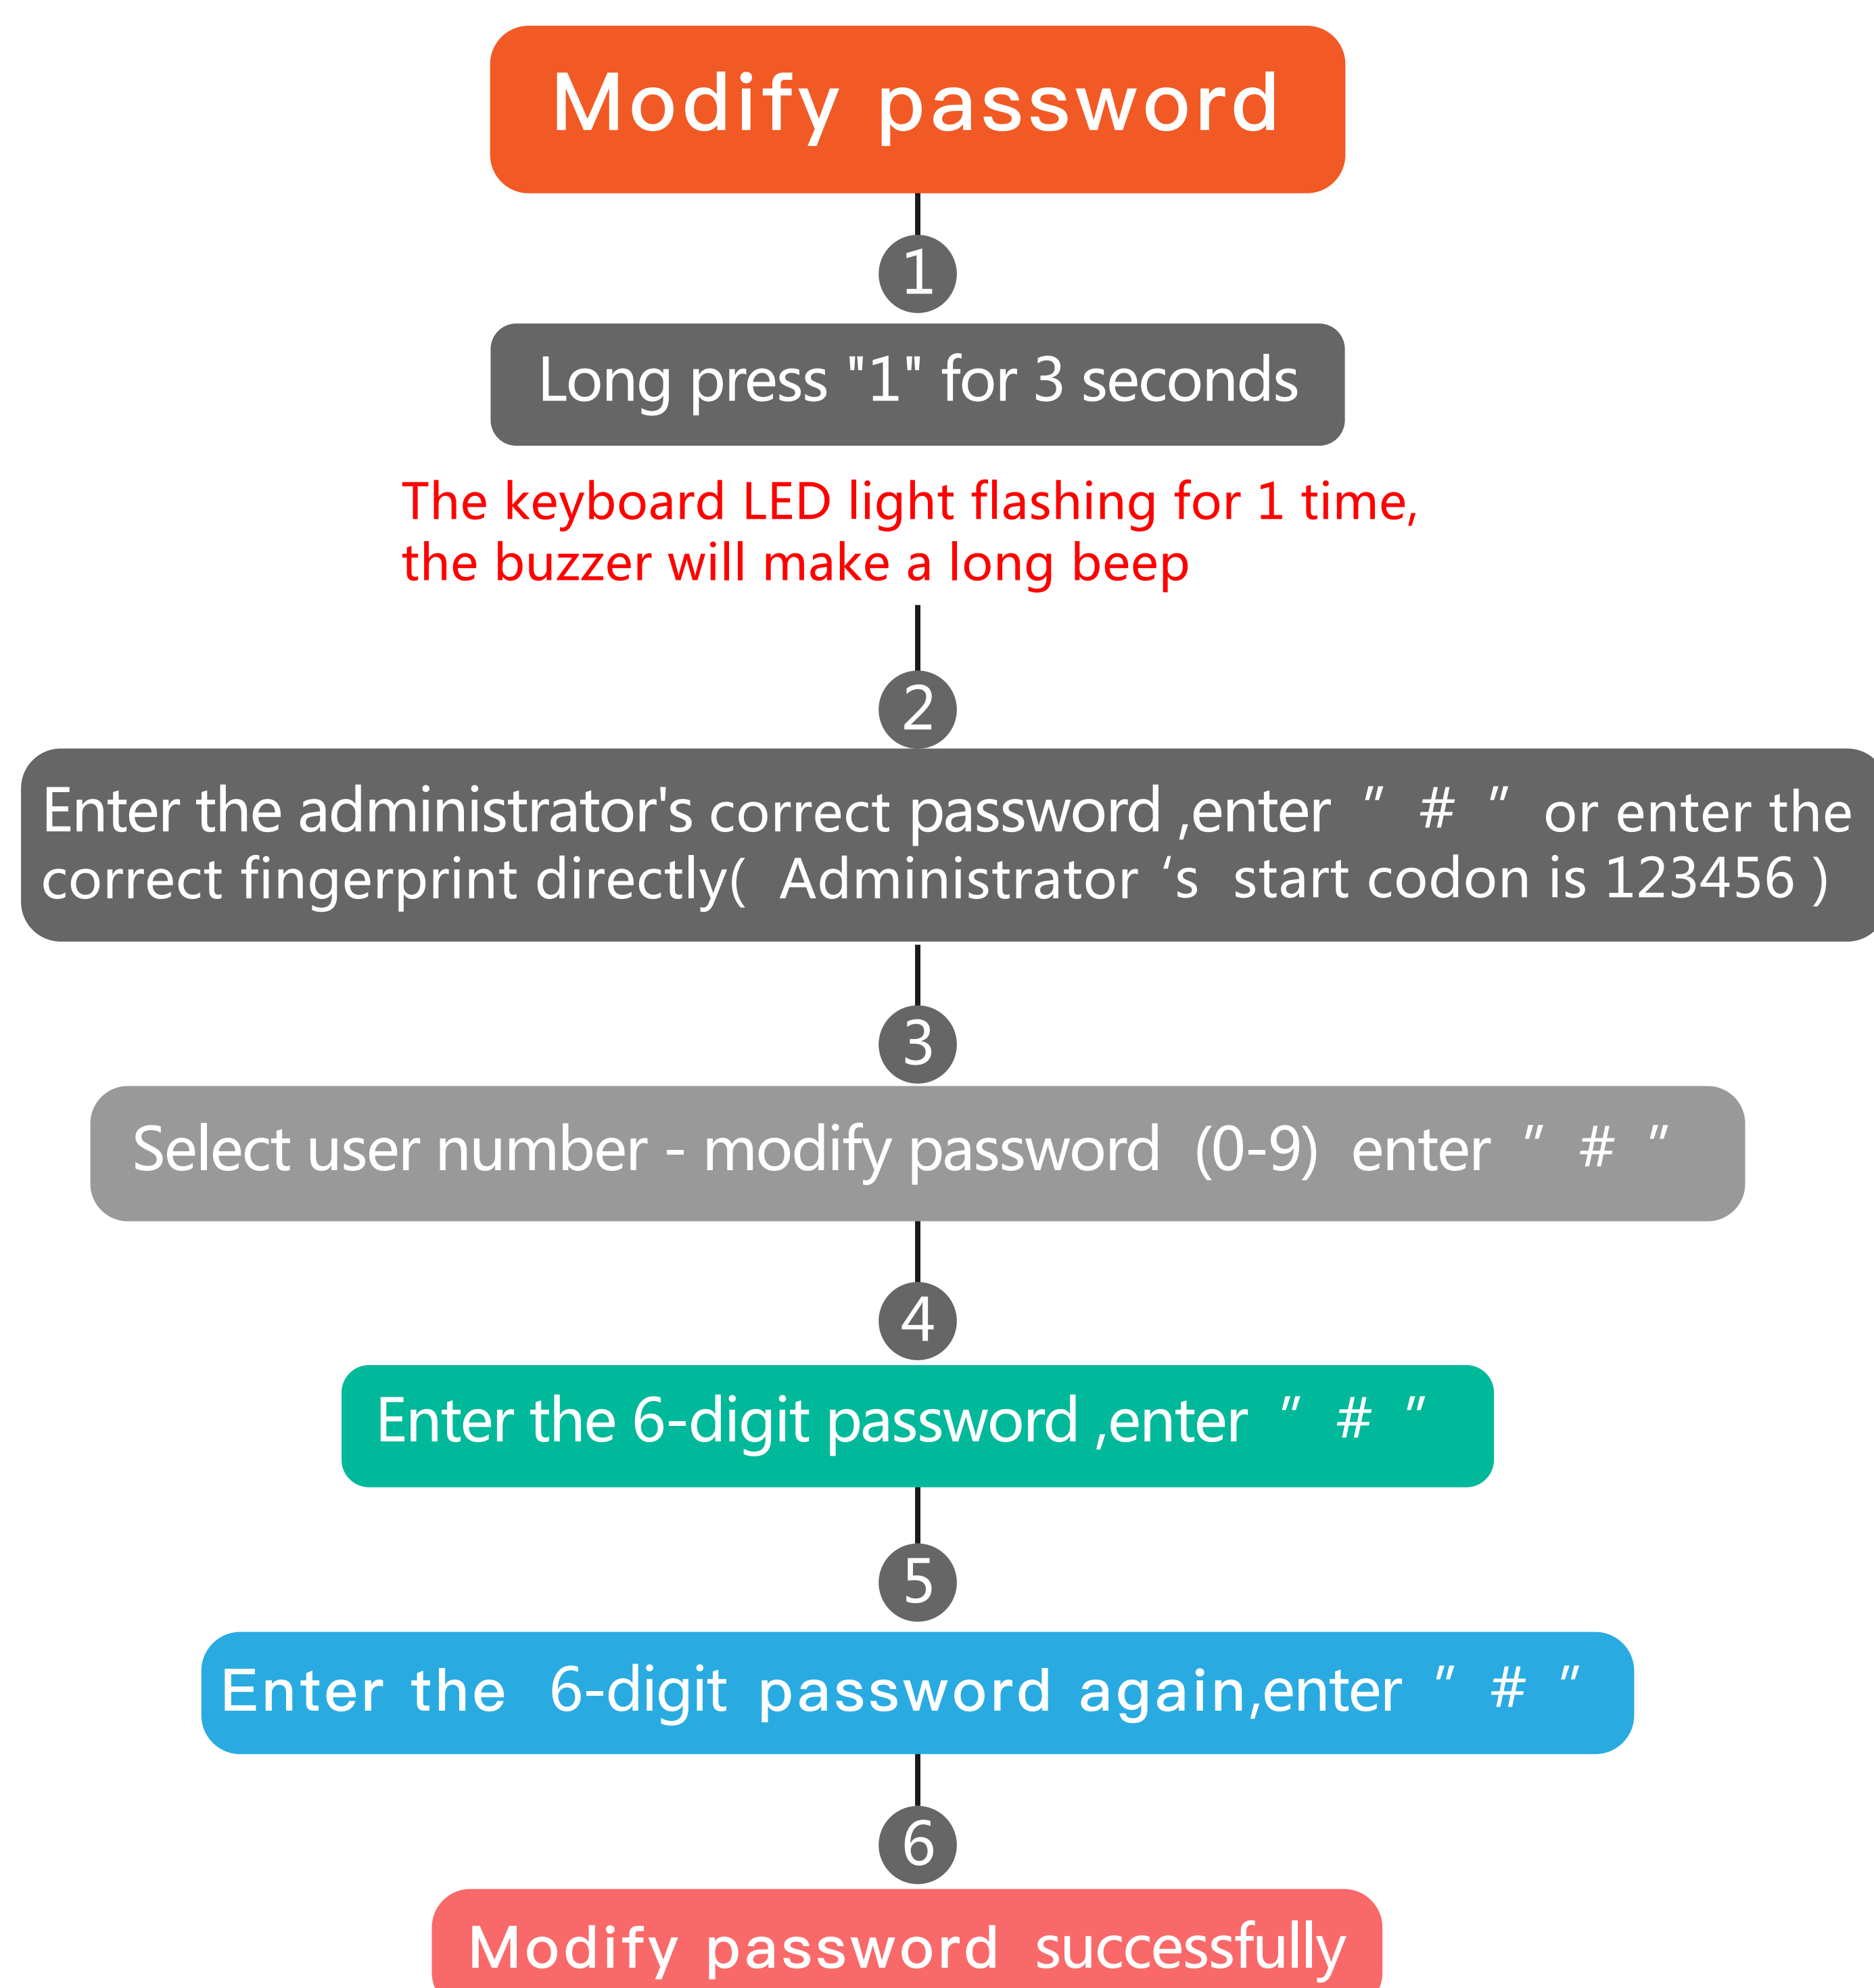 Modify password
1
Long press "1" for 3 seconds
The keyboard LED light flashing for 1 time,
the buzzer will make a long beep
2
Enter the administrator's correct password ,enter " # " or enter the
correct fingerprint directly( Administrator 's start codon is 123456 )
3
Select user number - modify password (0-9) enter " # "
4
Enter the 6-digit password ,enter " # "
5
Enter the 6-digit password again,enter " # "
6
Modify password successfully